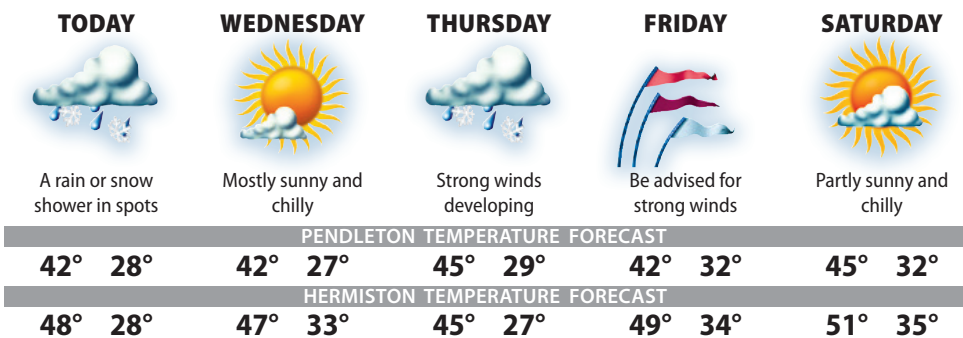 TODAY WEDNESDAY THURSDAY FRIDAY SATURDAY
A rain or snow
shower in spots
Mostly sunny and
chilly
Strong winds
developing
Be advised for
strong winds
Partly sunny and
chilly
PENDLETON TEMPERATURE FORECAST
42° 28° 42° 27° 45° 29° 42° 32° 45° 32°
HERMISTON TEMPERATURE FORECAST
48° 28° 47° 33° 45° 27° 49° 34° 51° 35°